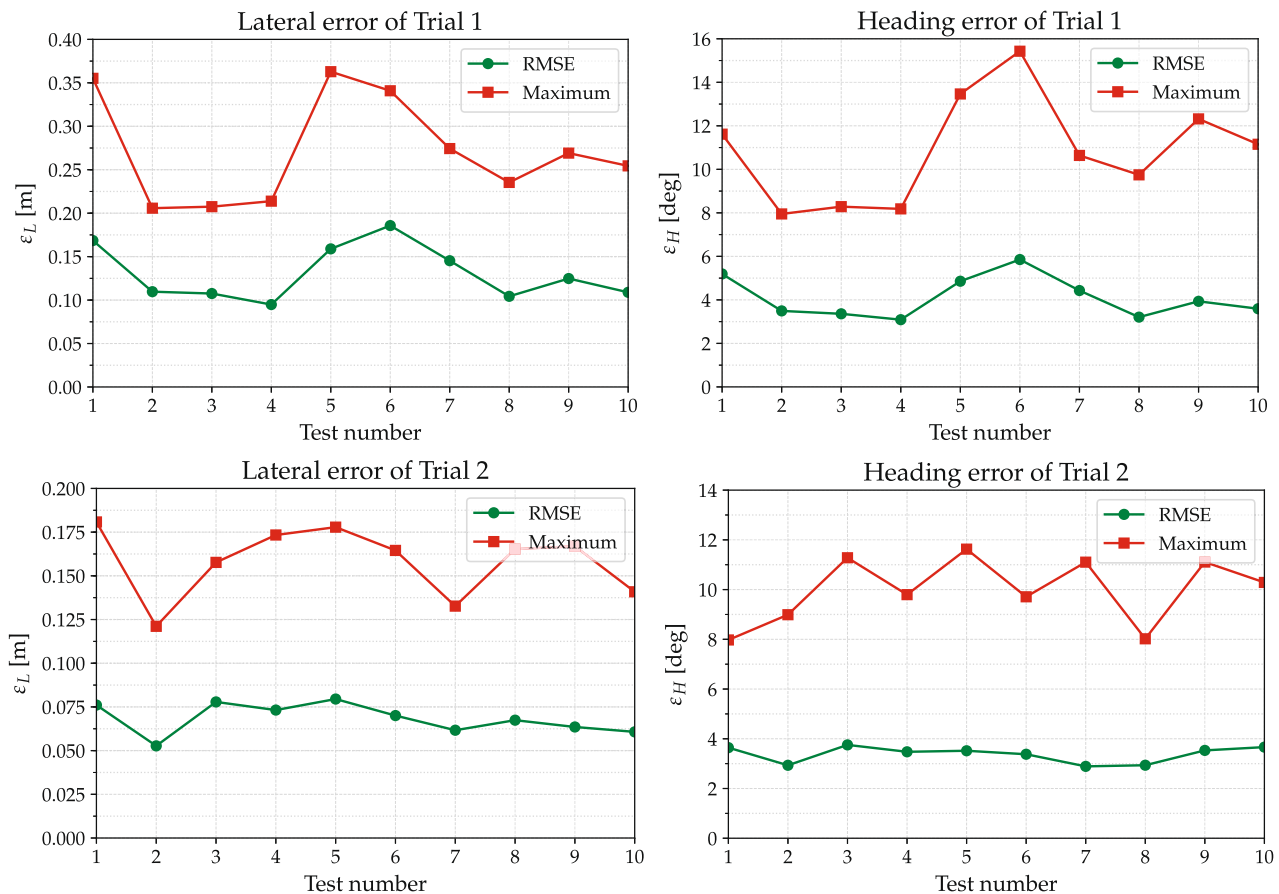 Lateral error of Trial 1
0.40
0.35
0.30
0.25
0.20
0.15
0.10
0.05
0.00
ε_L [m]
RMSE
Maximum
1 2 3 4 5 6 7 8 9 10
Test number
Heading error of Trial 1
16
14
12
10
8
6
4
2
0
ε_H [deg]
RMSE
Maximum
1 2 3 4 5 6 7 8 9 10
Test number
Lateral error of Trial 2
0.200
0.175
0.150
0.125
0.100
0.075
0.050
0.025
0.000
ε_L [m]
RMSE
Maximum
1 2 3 4 5 6 7 8 9 10
Test number
Heading error of Trial 2
14
12
10
8
6
4
2
0
ε_H [deg]
RMSE
Maximum
1 2 3 4 5 6 7 8 9 10
Test number